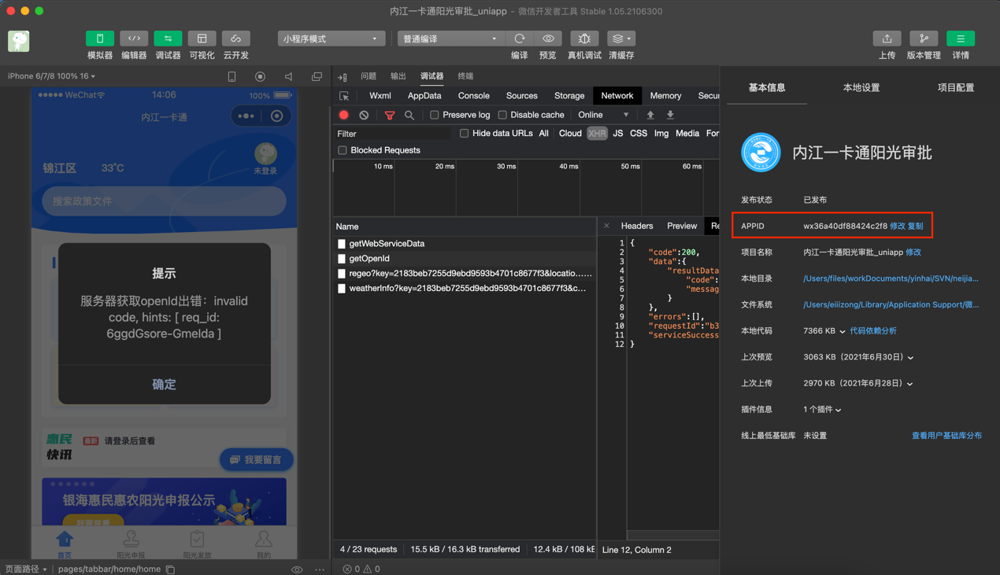 内江一卡通阳光审批_uniapp - 微信开发者工具 Stable 1.05.2106300
小程序模式
普通编译
模拟器 编辑器 调试器 可视化 云开发
编译 预览 真机调试 清缓存
上传 版本管理 详情
iPhone 6/7/8 100% 16
WeChat 14:06 100%
内江一卡通
锦江区 33°C
未登录
搜索政策文件
提示
服务器获取openId出错：invalid
code, hints: [ req_id:
6ggdGsore-Gmelda ]
确定
惠民
快讯
最新 请登录后查看
我要留言
银海惠民惠农阳光申报公示
我要查看
首页 阳光申报 阳光发放 我的
页面路径 pages/tabbar/home/home
问题 输出 调试器 终端
Wxml AppData Console Sources Storage Network Memory Secur
Preserve log Disable cache Online
Filter Hide data URLs All Cloud XHR JS CSS Img Media For
Blocked Requests
10 ms 20 ms 30 ms 40 ms 50 ms 60 ms
Name
getWebServiceData
getOpenId
regeo?key=2183beb7255d9ebd9593b4701c8677f3&locatio……
weatherInfo?key=2183beb7255d9ebd9593b4701c8677f3&c…
4 / 23 requests 15.5 kB / 16.3 kB transferred 12.4 kB / 108 kB
× Headers Preview Re
1 {
2 "code":200,
3 "data":{
4 "resultData
5 "code":
6 "messag
7 }
8 },
9 "errors":[],
10 "requestId":"b3
11 "serviceSuccess
12 }
Line 12, Column 2
0 0
基本信息 本地设置 项目配置
内江一卡通阳光审批
发布状态 已发布
APPID wx36a40df88424c2f8 修改 复制
项目名称 内江一卡通阳光审批_uniapp 修改
本地目录 /Users/files/workDocuments/yinhai/SVN/neijia...
文件系统 /Users/eiiizong/Library/Application Support/微...
本地代码 7366 KB 代码依赖分析
上次预览 3063 KB（2021年6月30日）
上次上传 2970 KB（2021年6月28日）
插件信息 1 个插件
线上最低基础库 未设置 查看用户基础库分布